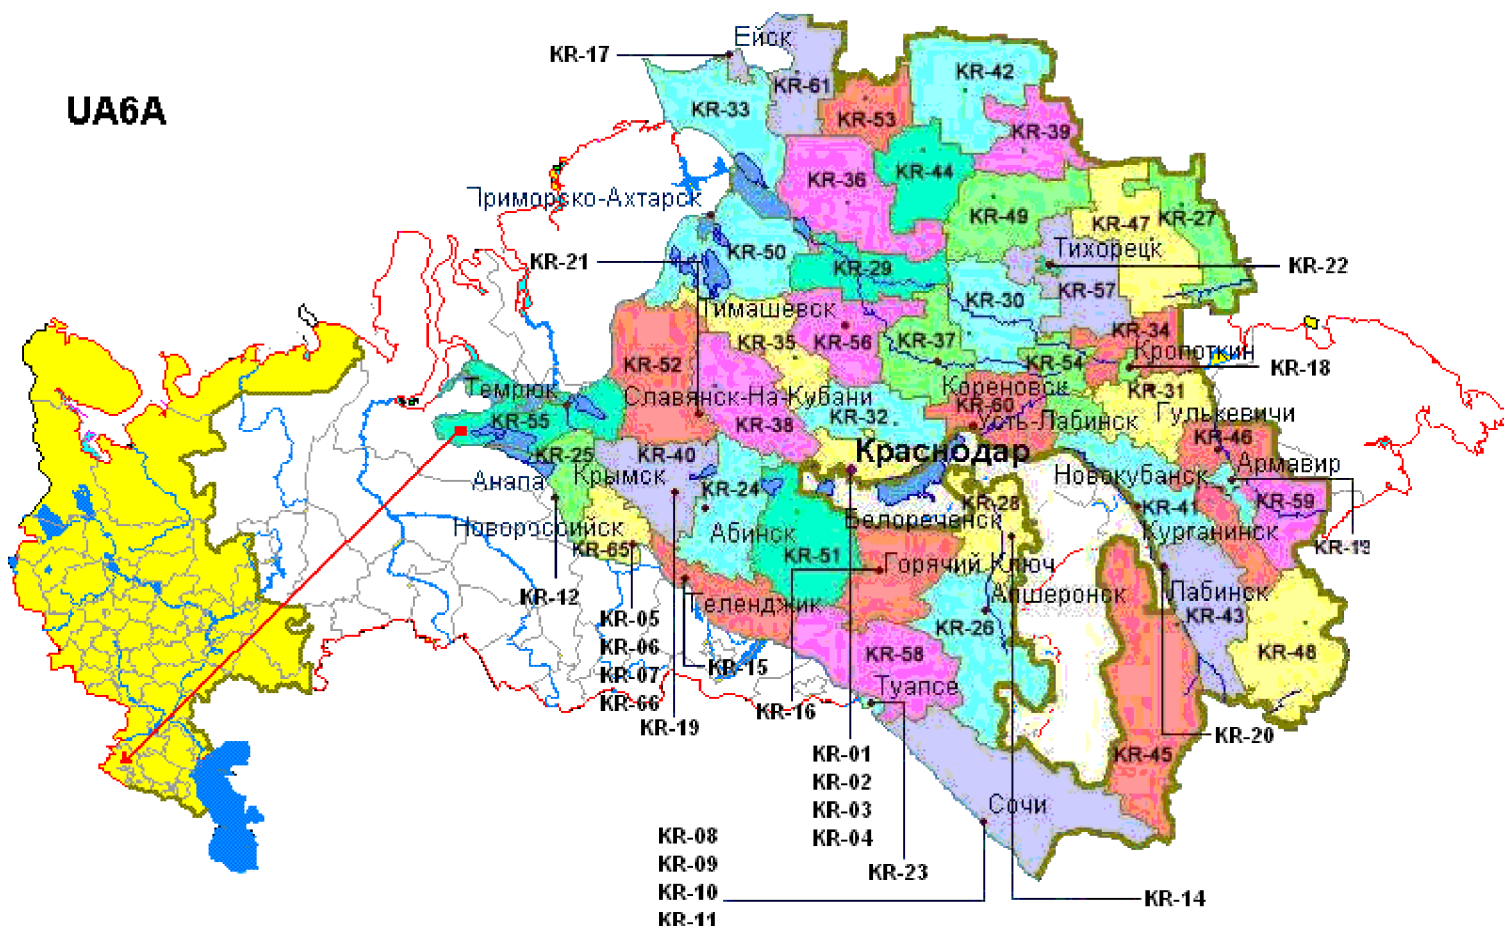 Ейск
KR-17
KR-42
KR-61
UA6A
KR-33
KR-53
KR-39
KR-44
KR-36
Приморско-Ахтарск
KR-49
KR-47
KR-27
KR-50
Тихорецк
KR-21
KR-29
KR-22
KR-57
KR-30
Тимашевск
KR-34
KR-35
KR-56
KR-37
Кропоткин
KR-52
KR-54
KR-18
Темрюк
Кореновск
KR-31
Славянск-На-Кубани
KR-60
Гулькевичи
KR-55
KR-38
KR-32
Усть-Лабинск
KR-46
KR-25
KR-40
Краснодар
Армавир
Крымск
Новокубанск
Анапа
KR-24
KR-28
KR-41
KR-59
Новороссийск
Абинск
Белореченск
Курганинск
KR-65
KR-51
KR-13
Горячий Ключ
KR-12
Геленджик
Апшеронск
Лабинск
KR-05
KR-43
KR-26
KR-06
KR-58
KR-48
KR-07
KR-15
KR-66
Туапсе
KR-19
KR-16
KR-20
KR-01
KR-45
KR-02
KR-03
Сочи
KR-04
KR-08
KR-09
KR-23
KR-10
KR-14
KR-11